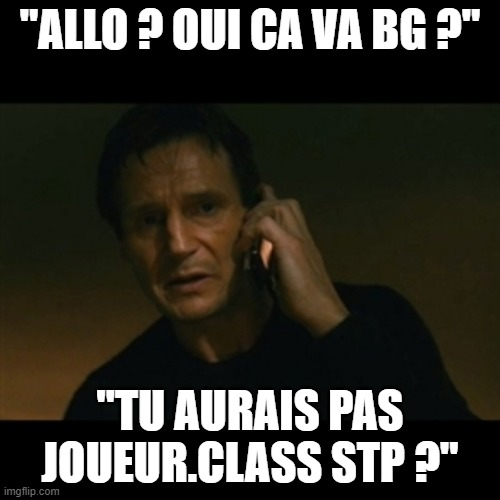 "ALLO ? OUI CA VA BG ?"
"TU AURAIS PAS
JOUEUR.CLASS STP ?"
imgflip.com